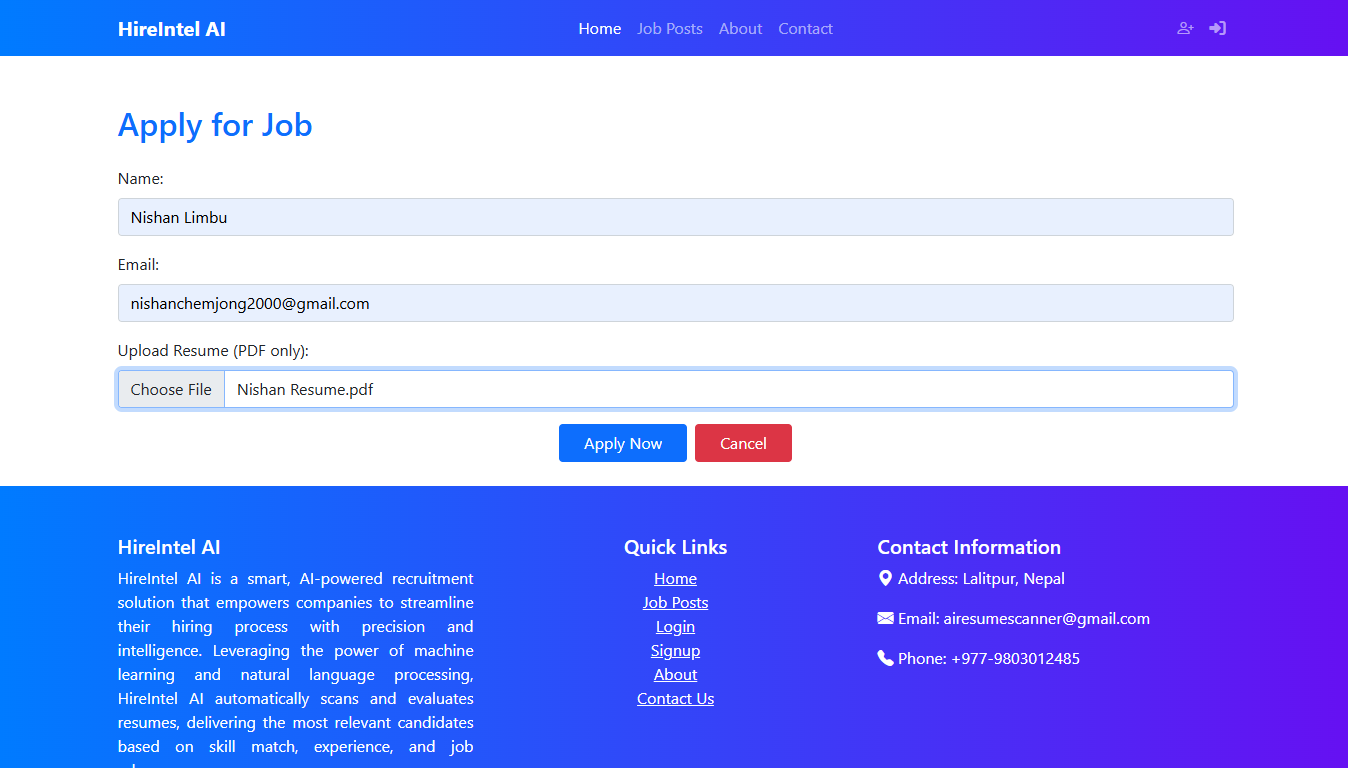 HireIntel AI
Home Job Posts About Contact
Apply for Job
Name:
Nishan Limbu
Email:
nishanchemjong2000@gmail.com
Upload Resume (PDF only):
Choose File Nishan Resume.pdf
Apply Now Cancel
HireIntel AI
HireIntel AI is a smart, AI-powered recruitment
solution that empowers companies to streamline
their hiring process with precision and
intelligence. Leveraging the power of machine
learning and natural language processing,
HireIntel AI automatically scans and evaluates
resumes, delivering the most relevant candidates
based on skill match, experience, and job
Quick Links
Home
Job Posts
Login
Signup
About
Contact Us
Contact Information
Address: Lalitpur, Nepal
Email: airesumescanner@gmail.com
Phone: +977-9803012485